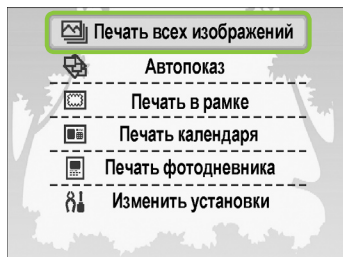 Печать всех изображений
Автопоказ
Печать в рамке
Печать календаря
Печать фотодневника
Изменить установки